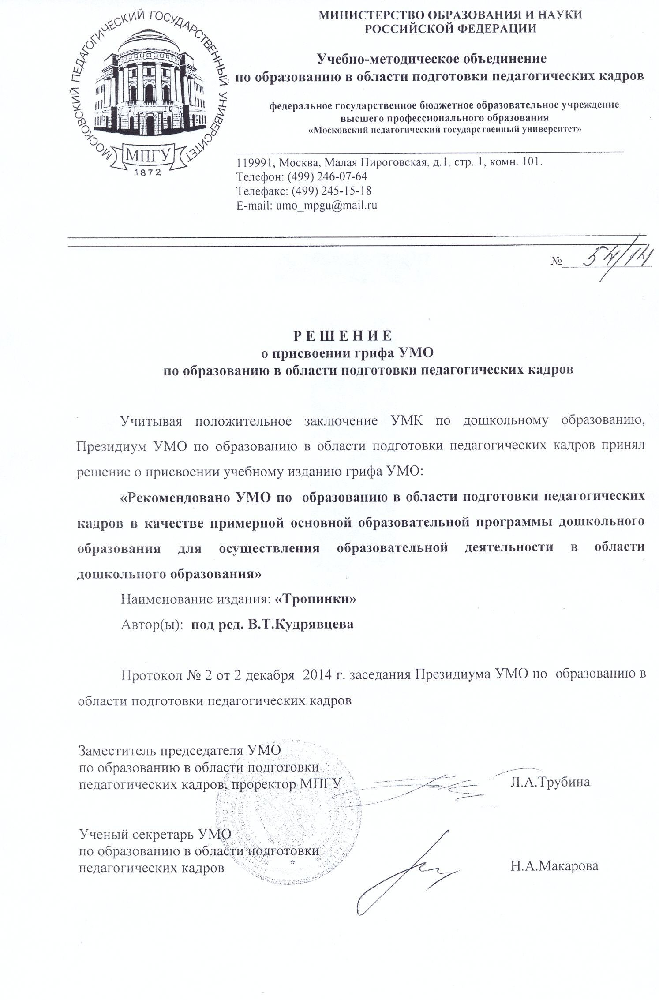 МОСКОВСКИЙ ПЕДАГОГИЧЕСКИЙ ГОСУДАРСТВЕННЫЙ УНИВЕРСИТЕТ
МПГУ
1872
МИНИСТЕРСТВО ОБРАЗОВАНИЯ И НАУКИ
РОССИЙСКОЙ ФЕДЕРАЦИИ
Учебно-методическое объединение
по образованию в области подготовки педагогических кадров
федеральное государственное бюджетное образовательное учреждение
высшего профессионального образования
«Московский педагогический государственный университет»
119991, Москва, Малая Пироговская, д.1, стр. 1, комн. 101.
Телефон: (499) 246-07-64
Телефакс: (499) 245-15-18
E-mail: umo_mpgu@mail.ru
№ 54/14
Р Е Ш Е Н И Е
о присвоении грифа УМО
по образованию в области подготовки педагогических кадров
Учитывая положительное заключение УМК по дошкольному образованию,
Президиум УМО по образованию в области подготовки педагогических кадров принял
решение о присвоении учебному изданию грифа УМО:
«Рекомендовано УМО по образованию в области подготовки педагогических
кадров в качестве примерной основной образовательной программы дошкольного
образования для осуществления образовательной деятельности в области
дошкольного образования»
Наименование издания: «Тропинки»
Автор(ы): под ред. В.Т.Кудрявцева
Протокол № 2 от 2 декабря 2014 г. заседания Президиума УМО по образованию в
области подготовки педагогических кадров
Заместитель председателя УМО
по образованию в области подготовки
педагогических кадров, проректор МПГУ Л.А.Трубина
Ученый секретарь УМО
по образованию в области подготовки
педагогических кадров Н.А.Макарова